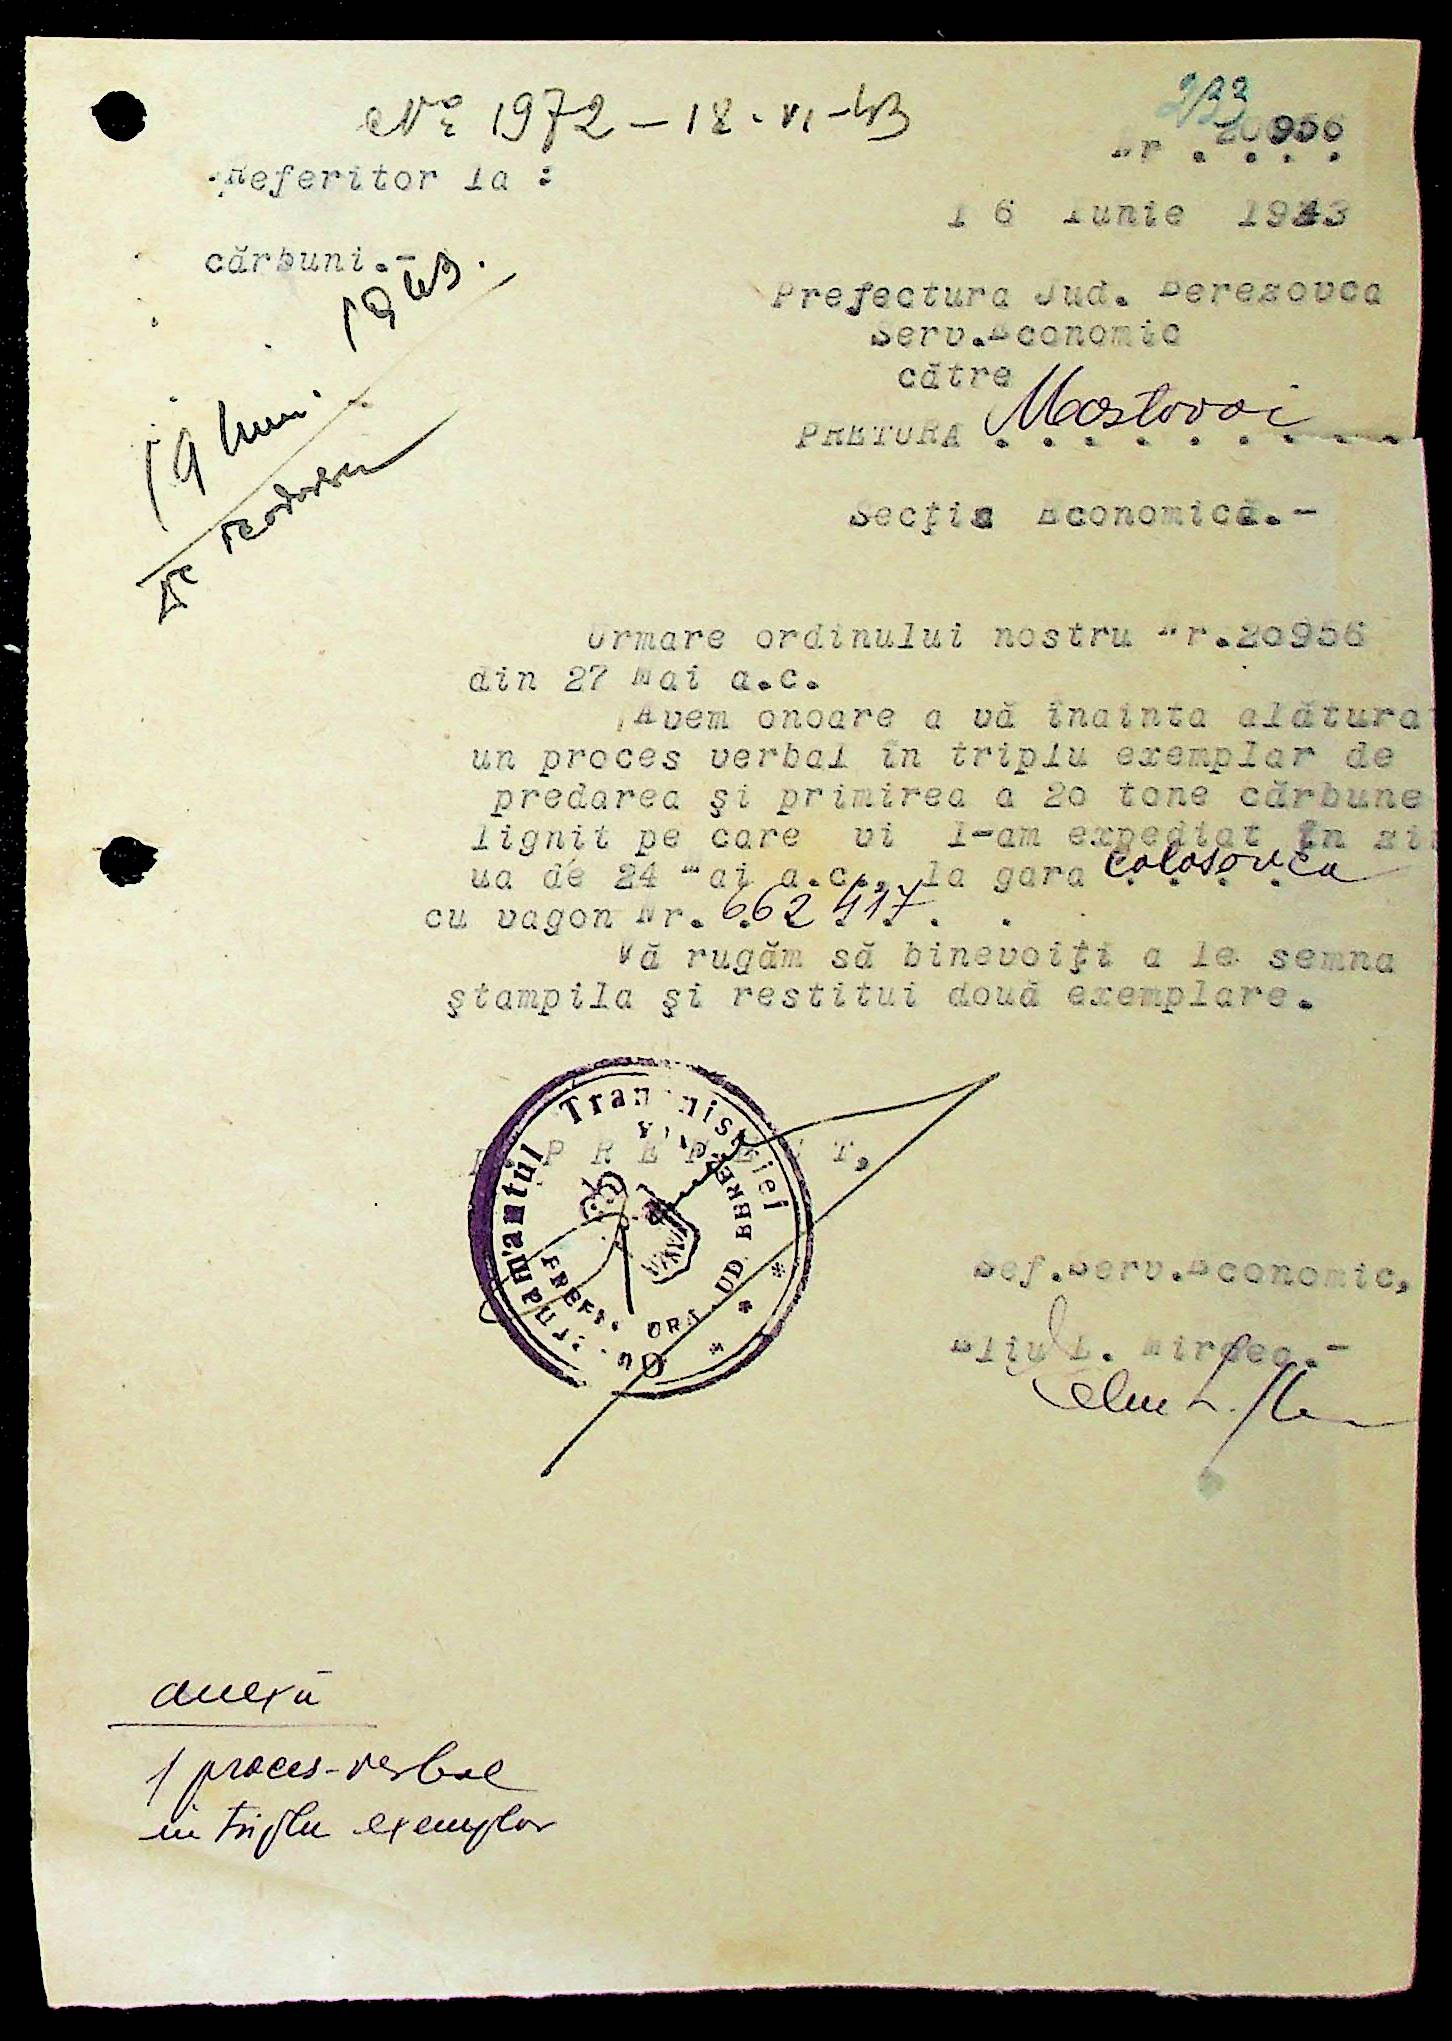 Nº 1972 - 18-VI-43
233
Nr. 20956
Referitor la :
16 Iunie 1943
cărbuni.-
Prefectura Jud. Berezovca
Serv.Economic
către
PRETURA Mostovoi
Secţia Economică.-
19 Iuni. 1943.
Urmare ordinului nostru Nr.20956
din 27 Mai a.c.
Avem onoare a vă înainta alătura
un proces verbal în triplu exemplar de
predarea şi primirea a 20 tone cărbune
lignit pe care vi l-am expediat în zi
ua de 24 Mai a.c., la gara Colosovca
cu vagon Nr. 662417
Vă rugăm să binevoiţi a le semna
ştampila şi restitui două exemplare.
PREFECT,
Guvernământul Transnistriei
PREFECTURA JUD. BEREZOVCA
Şef.Serv.Economic,
L. Mircea.-
anexă
1 proces-verbal
în triplu exemplar